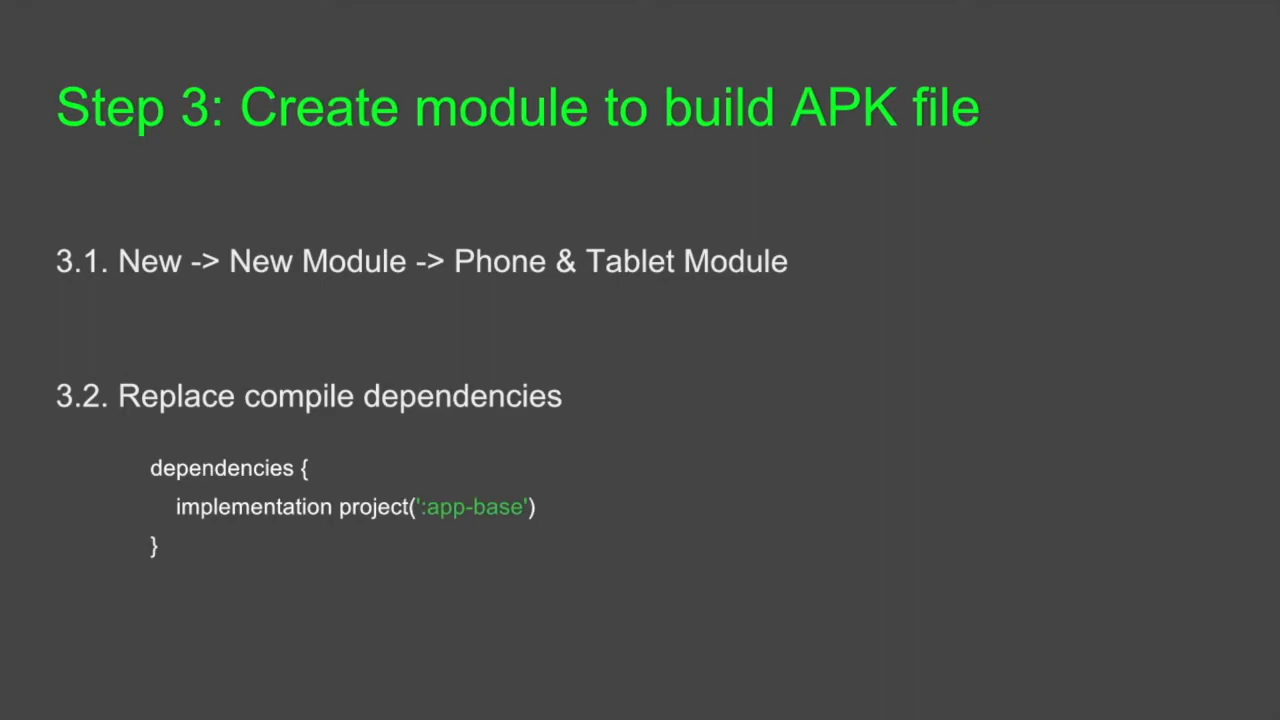 Step 3: Create module to build APK file
3.1. New -> New Module -> Phone & Tablet Module
3.2. Replace compile dependencies
dependencies {
implementation project(':app-base')
}